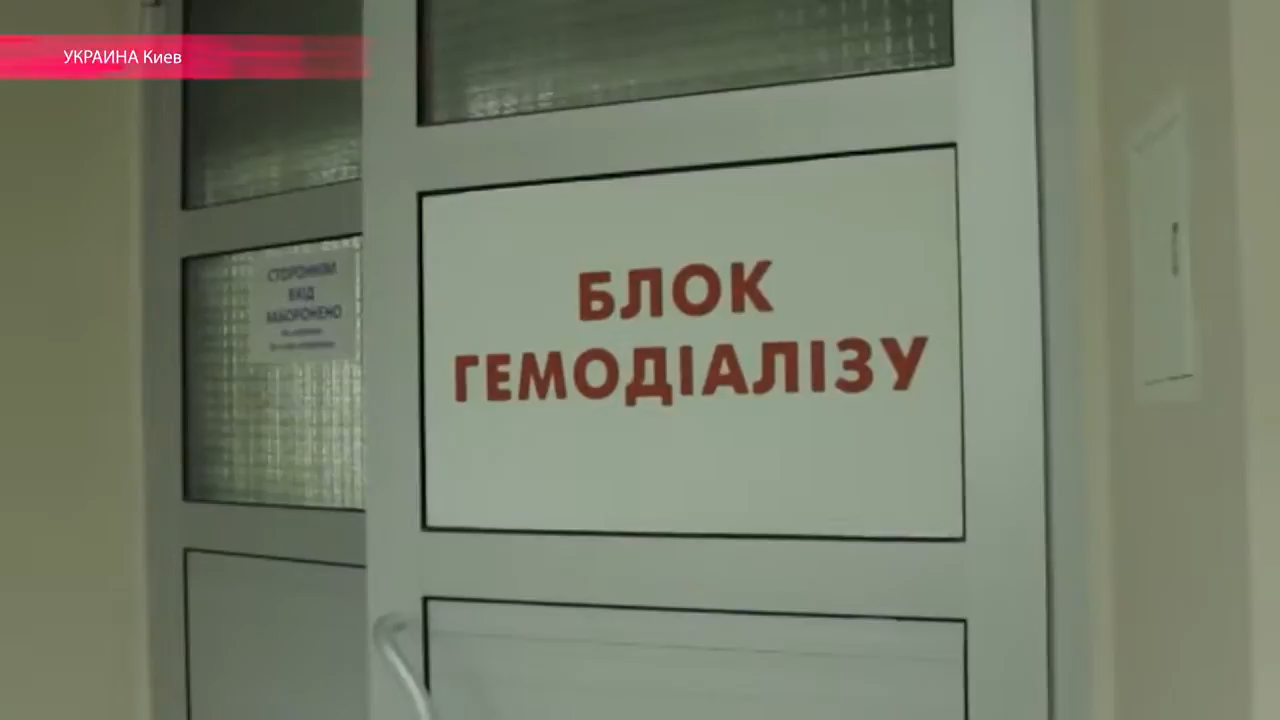 УКРАИНА Киев
СТОРОННІМ
ВХІД
ЗАБОРОНЕНО
БЛОК
ГЕМОДІАЛІЗУ